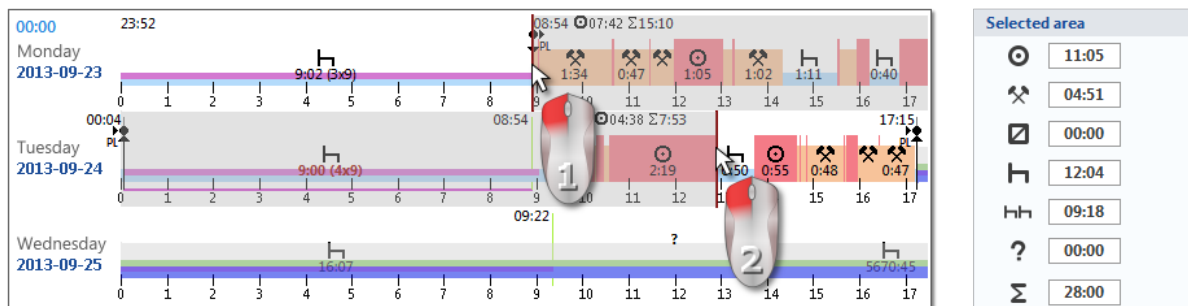 00:00 23:52 08:54 07:42 Σ15:10
Monday PL
2013-09-23 9:02 (3x9) 1:34 0:47 1:05 1:02 1:11 0:40
0 1 2 3 4 5 6 7 8 9 11 12 13 14 15 16 17
00:04 08:54 04:38 Σ7:53 17:15
PL PL
Tuesday
2013-09-24 9:00 (4x9) 2:19 :50 0:55 0:48 0:47
0 1 2 3 4 5 6 7 8 9 10 11 12 14 15 16 17
1
09:22
Wednesday ?
2013-09-25 16:07 5670:45
0 1 2 3 4 5 6 7 8 9 10 11 12 13 14 15 16 17
2
Selected area
11:05
04:51
00:00
12:04
09:18
? 00:00
Σ 28:00